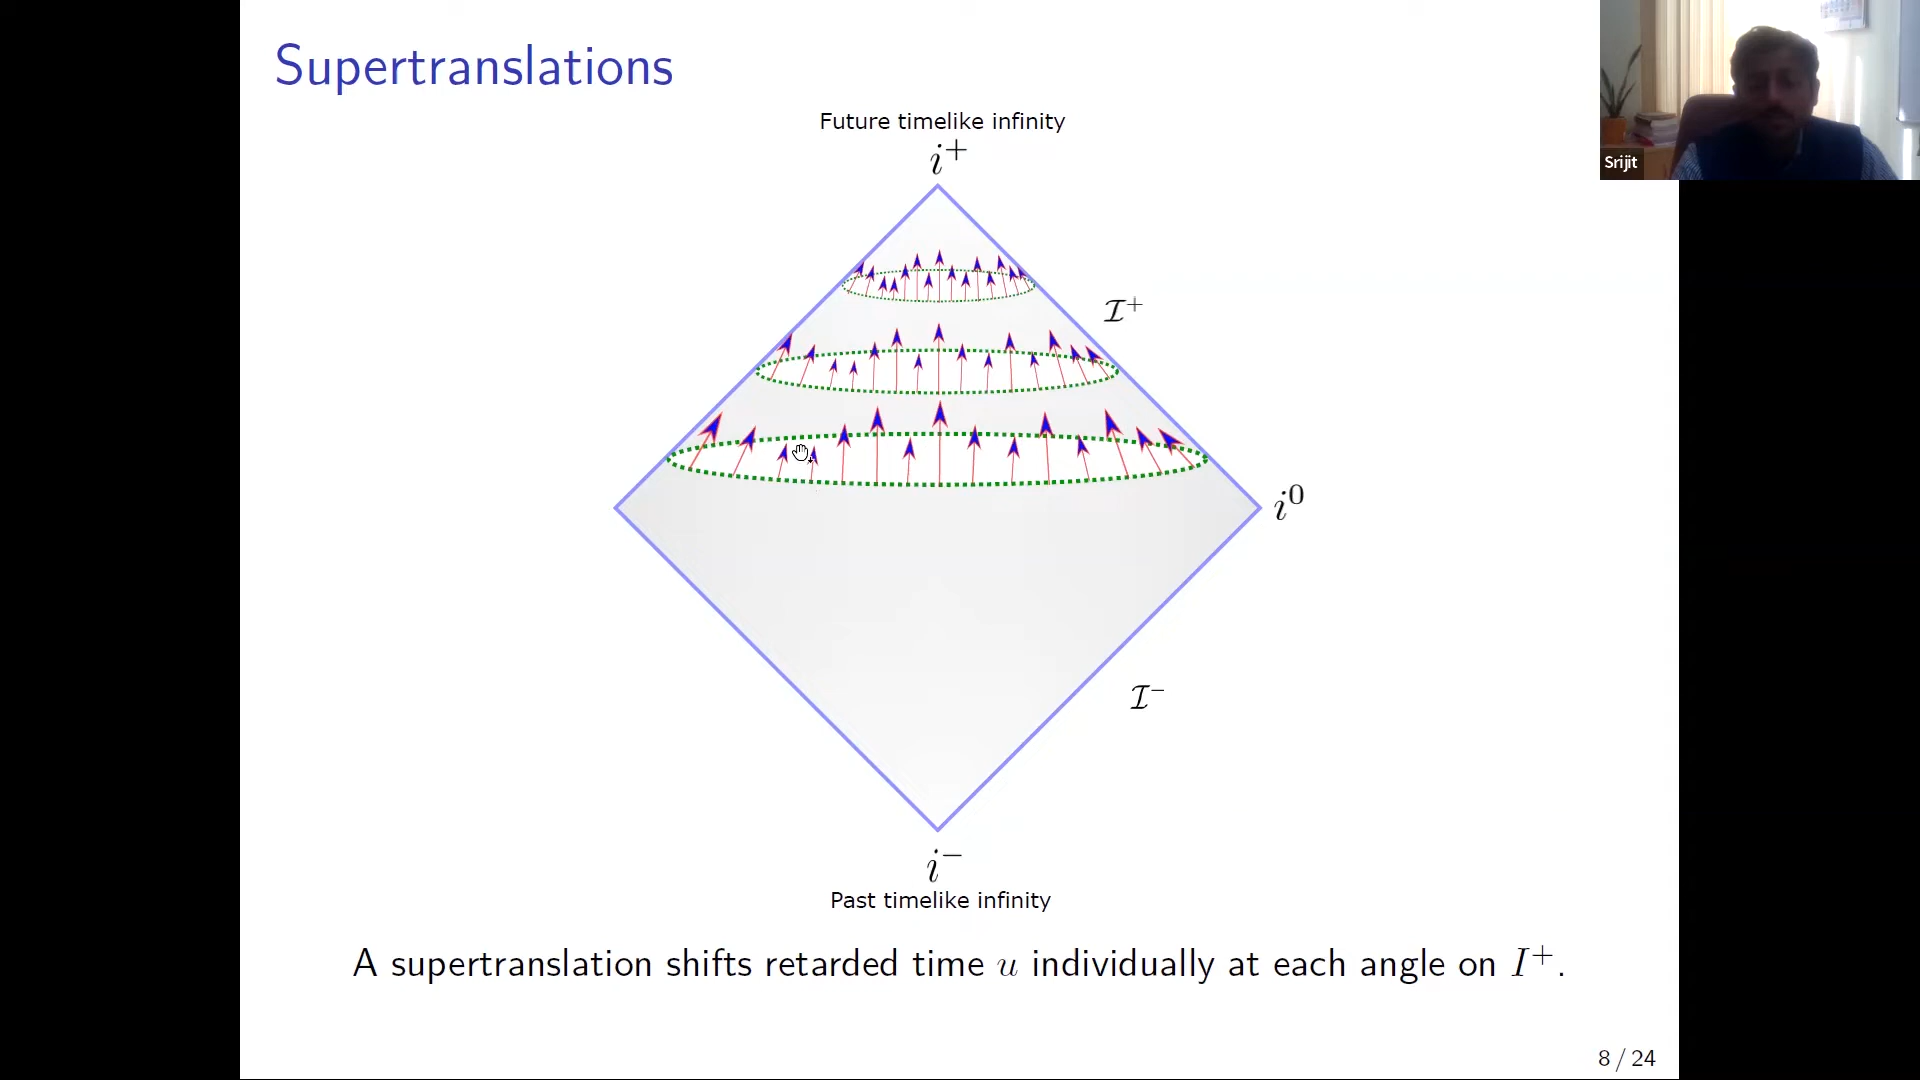 Supertranslations
Srijit
Future timelike infinity
i⁺
ℐ⁺
i⁰
ℐ⁻
i⁻
Past timelike infinity
A supertranslation shifts retarded time u individually at each angle on I⁺.
8 / 24